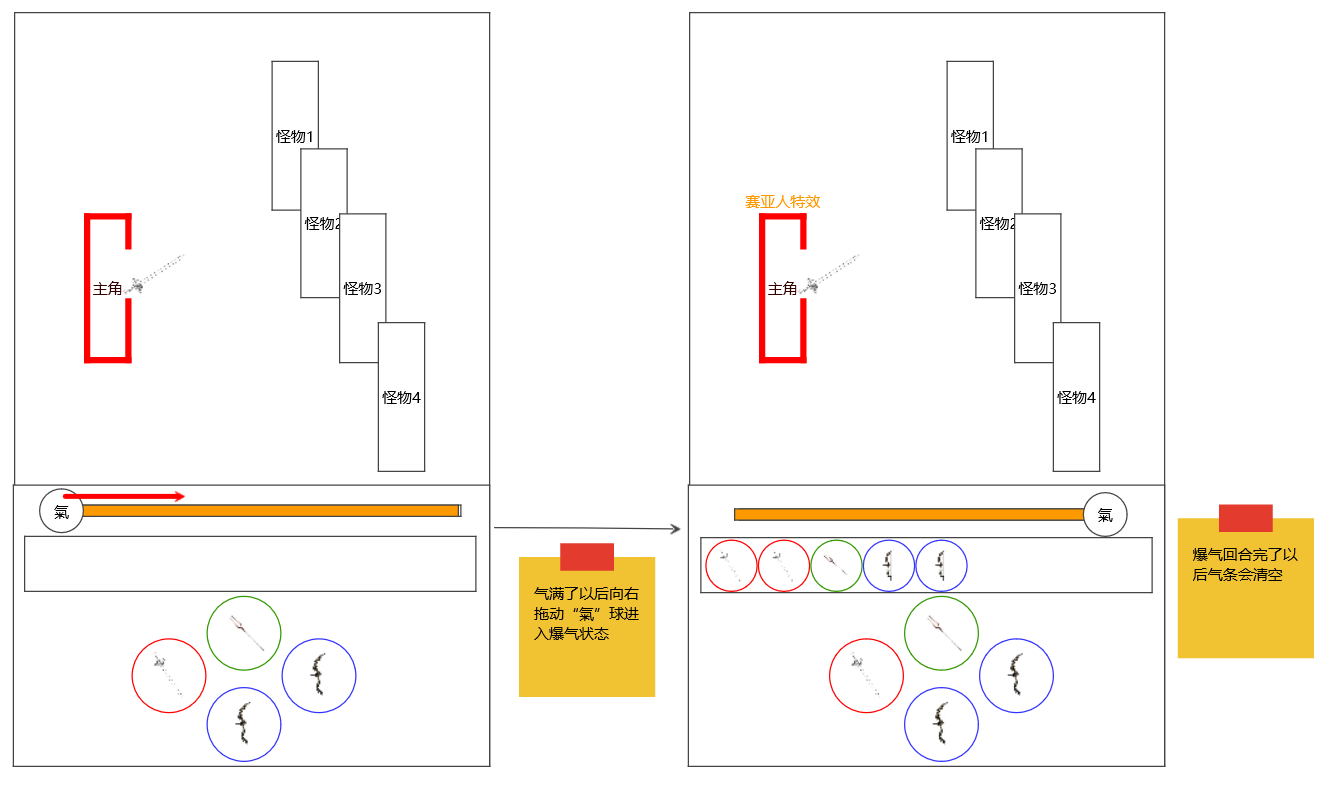 怪物1
怪物2
主角
怪物3
怪物4
氣
气满了以后向右
拖动“氣”球进
入爆气状态
怪物1
赛亚人特效
怪物2
主角
怪物3
怪物4
氣
爆气回合完了以
后气条会清空